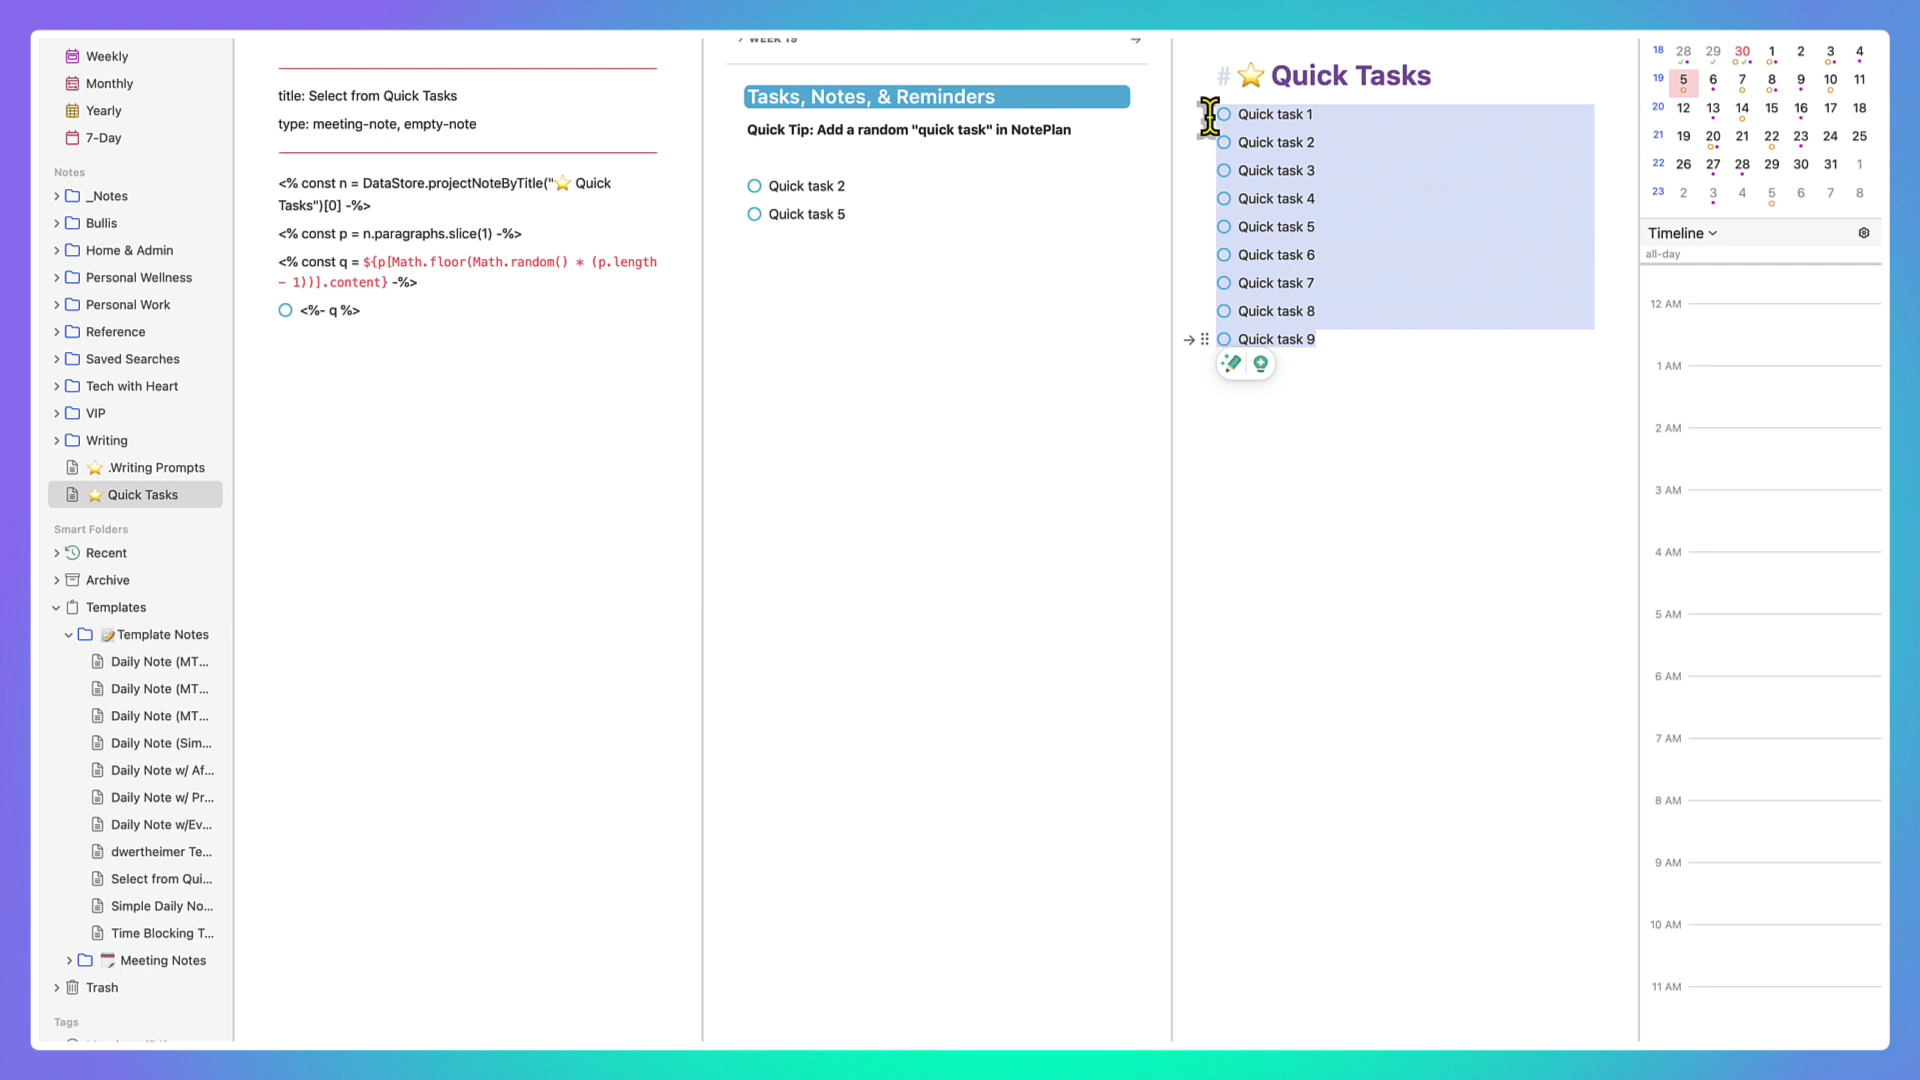 Weekly
Monthly
Yearly
7-Day
Notes
_Notes
Bullis
Home & Admin
Personal Wellness
Personal Work
Reference
Saved Searches
Tech with Heart
VIP
Writing
.Writing Prompts
Quick Tasks
Smart Folders
Recent
Archive
Templates
Template Notes
Daily Note (MT...
Daily Note (MT...
Daily Note (MT...
Daily Note (Sim...
Daily Note w/ Af...
Daily Note w/ Pr...
Daily Note w/Ev...
dwertheimer Te...
Select from Qui...
Simple Daily No...
Time Blocking T...
Meeting Notes
Trash
Tags
title: Select from Quick Tasks
type: meeting-note, empty-note
<% const n = DataStore.projectNoteByTitle("⭐ Quick
Tasks")[0] -%>
<% const p = n.paragraphs.slice(1) -%>
<% const q = ${p[Math.floor(Math.random() * (p.length
- 1))].content} -%>
<%- q %>
WEEK 19
Tasks, Notes, & Reminders
Quick Tip: Add a random "quick task" in NotePlan
Quick task 2
Quick task 5
# ⭐ Quick Tasks
Quick task 1
Quick task 2
Quick task 3
Quick task 4
Quick task 5
Quick task 6
Quick task 7
Quick task 8
Quick task 9
18 28 29 30 1 2 3 4
19 5 6 7 8 9 10 11
20 12 13 14 15 16 17 18
21 19 20 21 22 23 24 25
22 26 27 28 29 30 31 1
23 2 3 4 5 6 7 8
Timeline
all-day
12 AM
1 AM
2 AM
3 AM
4 AM
5 AM
6 AM
7 AM
8 AM
9 AM
10 AM
11 AM